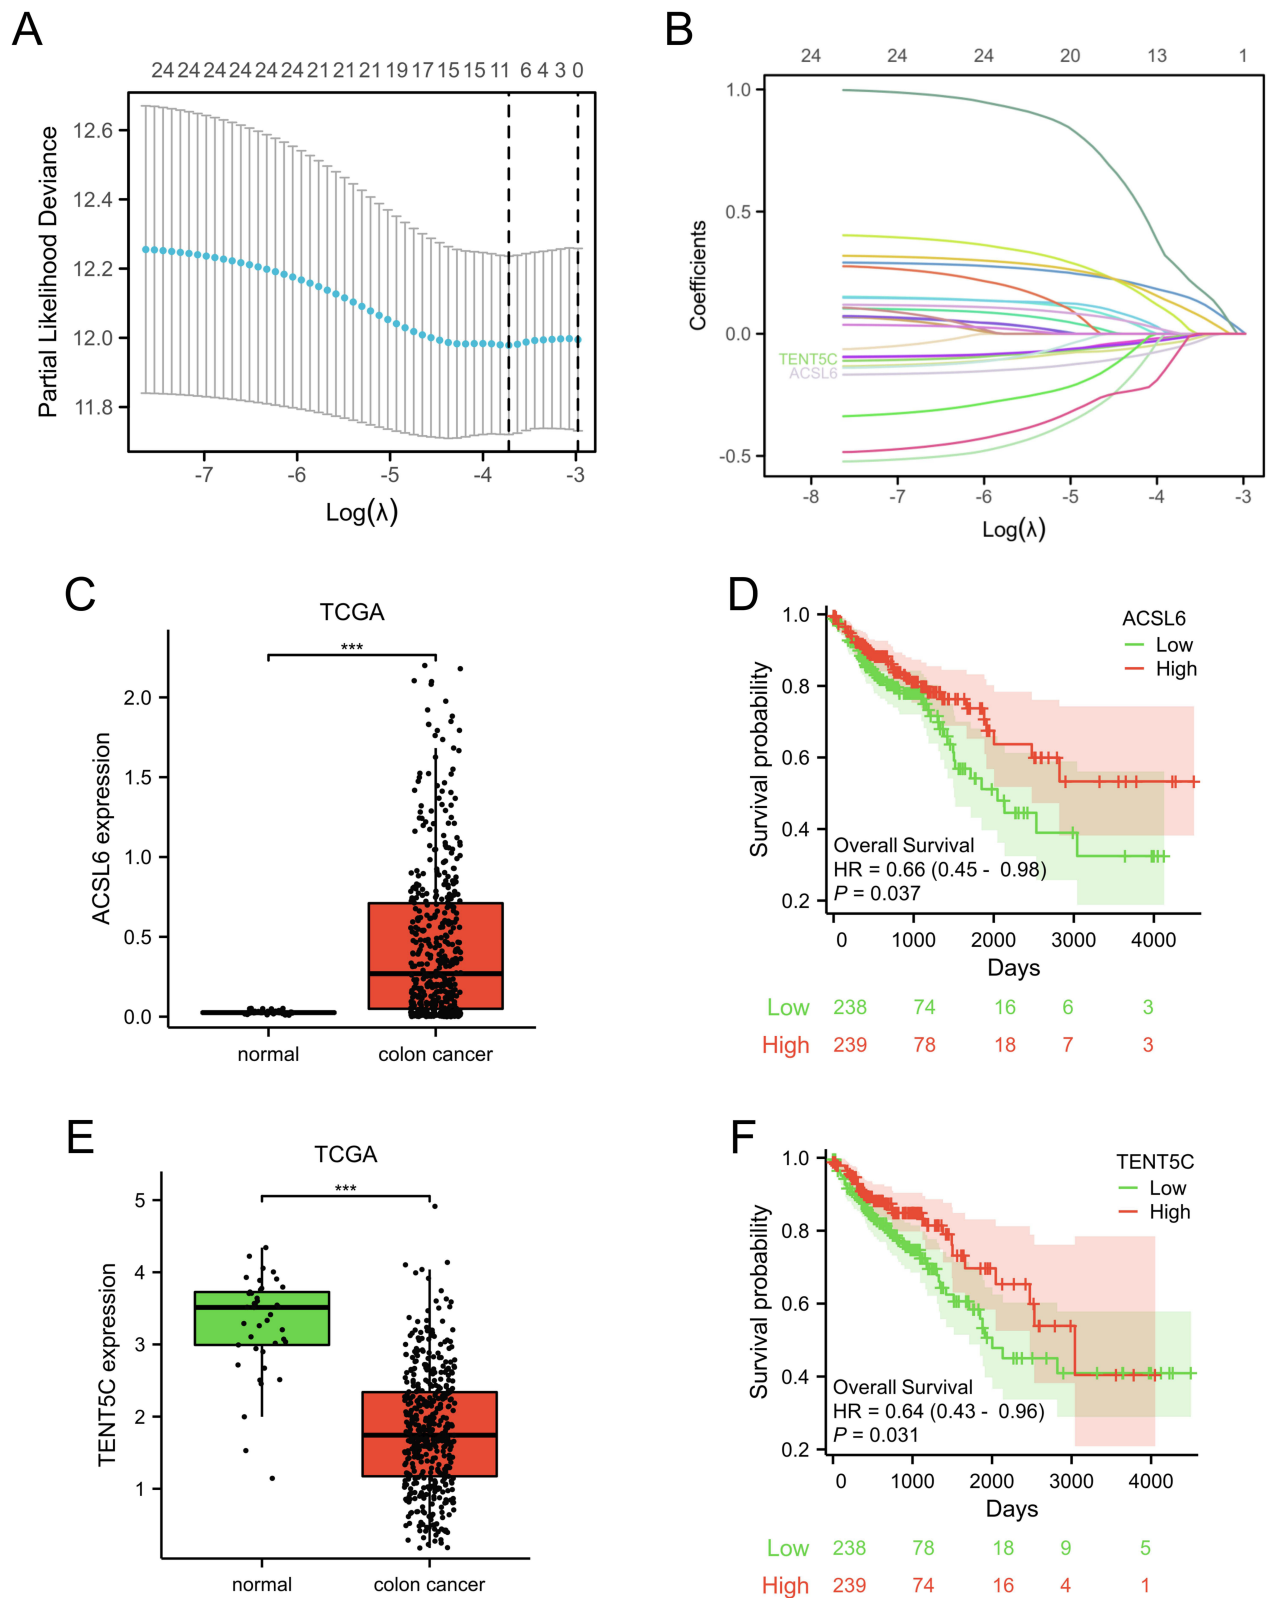 A
24 24 24 24 24 24 21 21 21 19 17 15 15 11 6 4 3 0
Partial Likelihood Deviance
12.6
12.4
12.2
12.0
11.8
-7 -6 -5 -4 -3
Log(λ)
B
24 24 24 20 13 1
Coefficients
1.0
0.5
0.0
TENT5C
ACSL6
-0.5
-8 -7 -6 -5 -4 -3
Log(λ)
C
TCGA
***
ACSL6 expression
2.0
1.5
1.0
0.5
0.0
normal colon cancer
D
ACSL6
Low
High
Survival probability
1.0
0.8
0.6
0.4
0.2
Overall Survival
HR = 0.66 (0.45 - 0.98)
P = 0.037
0 1000 2000 3000 4000
Days
Low 238 74 16 6 3
High 239 78 18 7 3
E
TCGA
***
TENT5C expression
5
4
3
2
1
normal colon cancer
F
TENT5C
Low
High
Survival probability
1.0
0.8
0.6
0.4
0.2
Overall Survival
HR = 0.64 (0.43 - 0.96)
P = 0.031
0 1000 2000 3000 4000
Days
Low 238 78 18 9 5
High 239 74 16 4 1